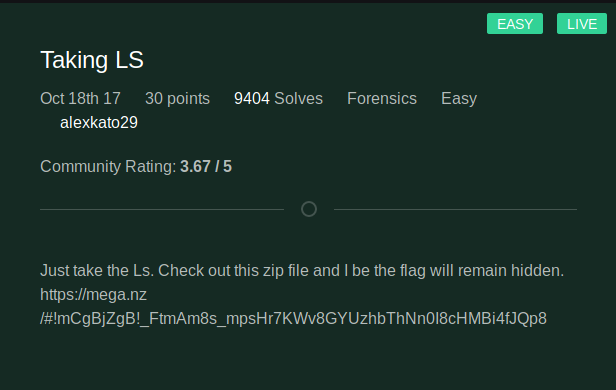 EASY LIVE
Taking LS
Oct 18th 17 30 points 9404 Solves Forensics Easy
alexkato29
Community Rating: 3.67 / 5
Just take the Ls. Check out this zip file and I be the flag will remain hidden.
https://mega.nz
/#!mCgBjZgB!_FtmAm8s_mpsHr7KWv8GYUzhbThNn0I8cHMBi4fJQp8